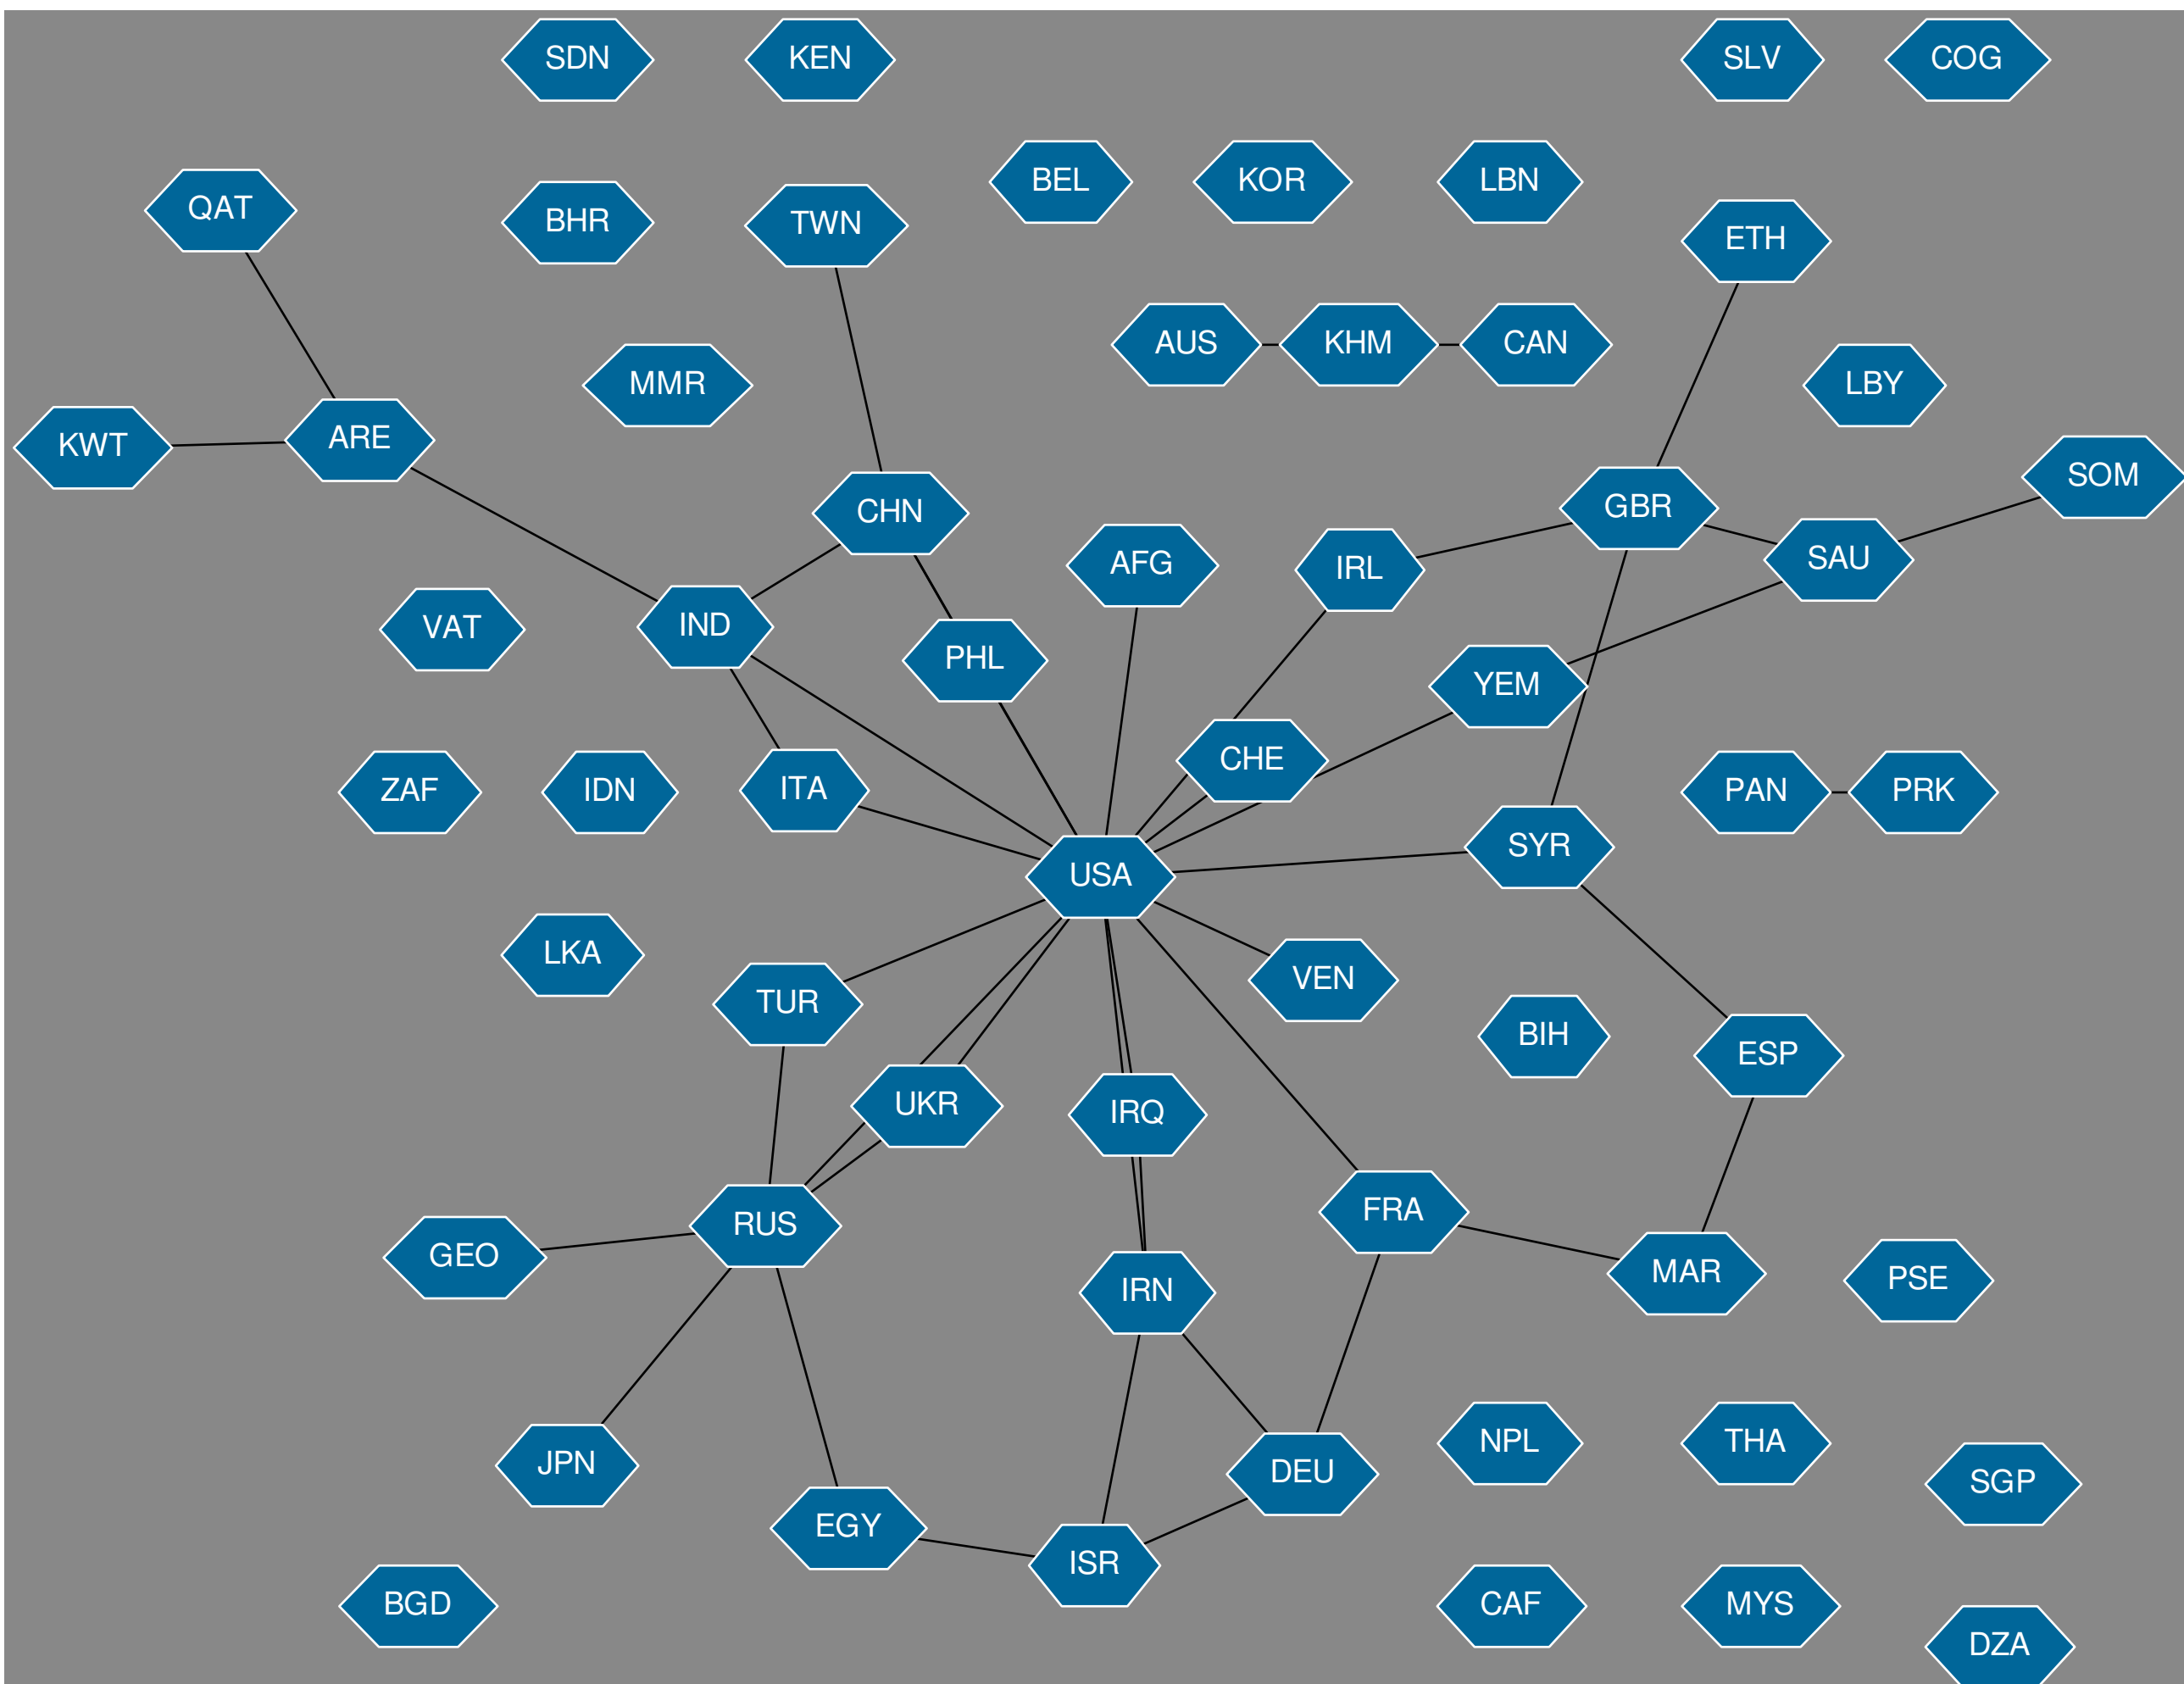 SDN
KEN
SLV
COG
BEL
KOR
LBN
QAT
BHR
TWN
ETH
AUS
KHM
CAN
MMR
LBY
KWT
ARE
SOM
CHN
GBR
AFG
IRL
SAU
VAT
IND
PHL
YEM
CHE
ZAF
IDN
ITA
PAN
PRK
SYR
USA
LKA
VEN
TUR
BIH
ESP
UKR
IRQ
FRA
RUS
GEO
MAR
PSE
IRN
NPL
THA
JPN
DEU
SGP
EGY
ISR
BGD
CAF
MYS
DZA